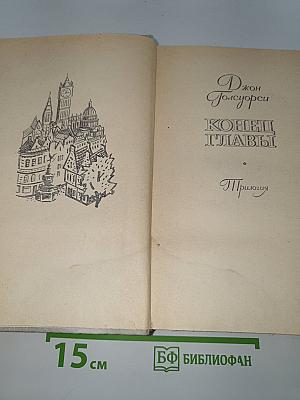 Джон
Голсуорси
КОНЕЦ
ГЛАВЫ
Трилогия
15 см
БФ БИБЛИОФАН